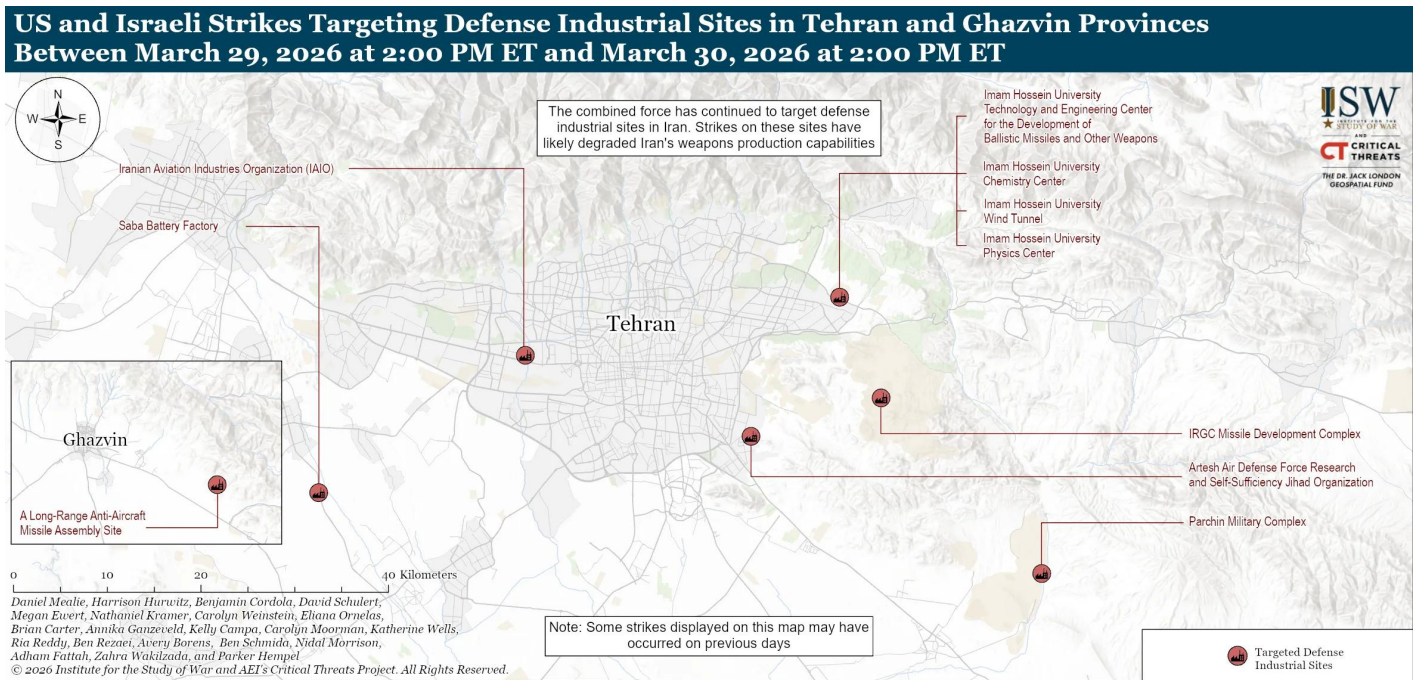 US and Israeli Strikes Targeting Defense Industrial Sites in Tehran and Ghazvin Provinces
Between March 29, 2026 at 2:00 PM ET and March 30, 2026 at 2:00 PM ET
N
W
E
S
The combined force has continued to target defense
industrial sites in Iran. Strikes on these sites have
likely degraded Iran's weapons production capabilities
Imam Hossein University
Technology and Engineering Center
for the Development of
Ballistic Missiles and Other Weapons
Imam Hossein University
Chemistry Center
Imam Hossein University
Wind Tunnel
Imam Hossein University
Physics Center
ISW
INSTITUTE FOR THE
STUDY OF WAR
AND
CT CRITICAL
THREATS
THE DR. JACK LONDON
GEOSPATIAL FUND
Iranian Aviation Industries Organization (IAIO)
Saba Battery Factory
Tehran
Ghazvin
A Long-Range Anti-Aircraft
Missile Assembly Site
IRGC Missile Development Complex
Artesh Air Defense Force Research
and Self-Sufficiency Jihad Organization
Parchin Military Complex
0 10 20 40 Kilometers
Daniel Mealie, Harrison Hurwitz, Benjamin Cordola, David Schulert,
Megan Ewert, Nathaniel Kramer, Carolyn Weinstein, Eliana Ornelas,
Brian Carter, Annika Ganzeveld, Kelly Campa, Carolyn Moorman, Katherine Wells,
Ria Reddy, Ben Rezaei, Avery Borens, Ben Schmida, Nidal Morrison,
Adham Fattah, Zahra Wakilzada, and Parker Hempel
© 2026 Institute for the Study of War and AEI's Critical Threats Project. All Rights Reserved.
Note: Some strikes displayed on this map may have
occurred on previous days
Targeted Defense
Industrial Sites